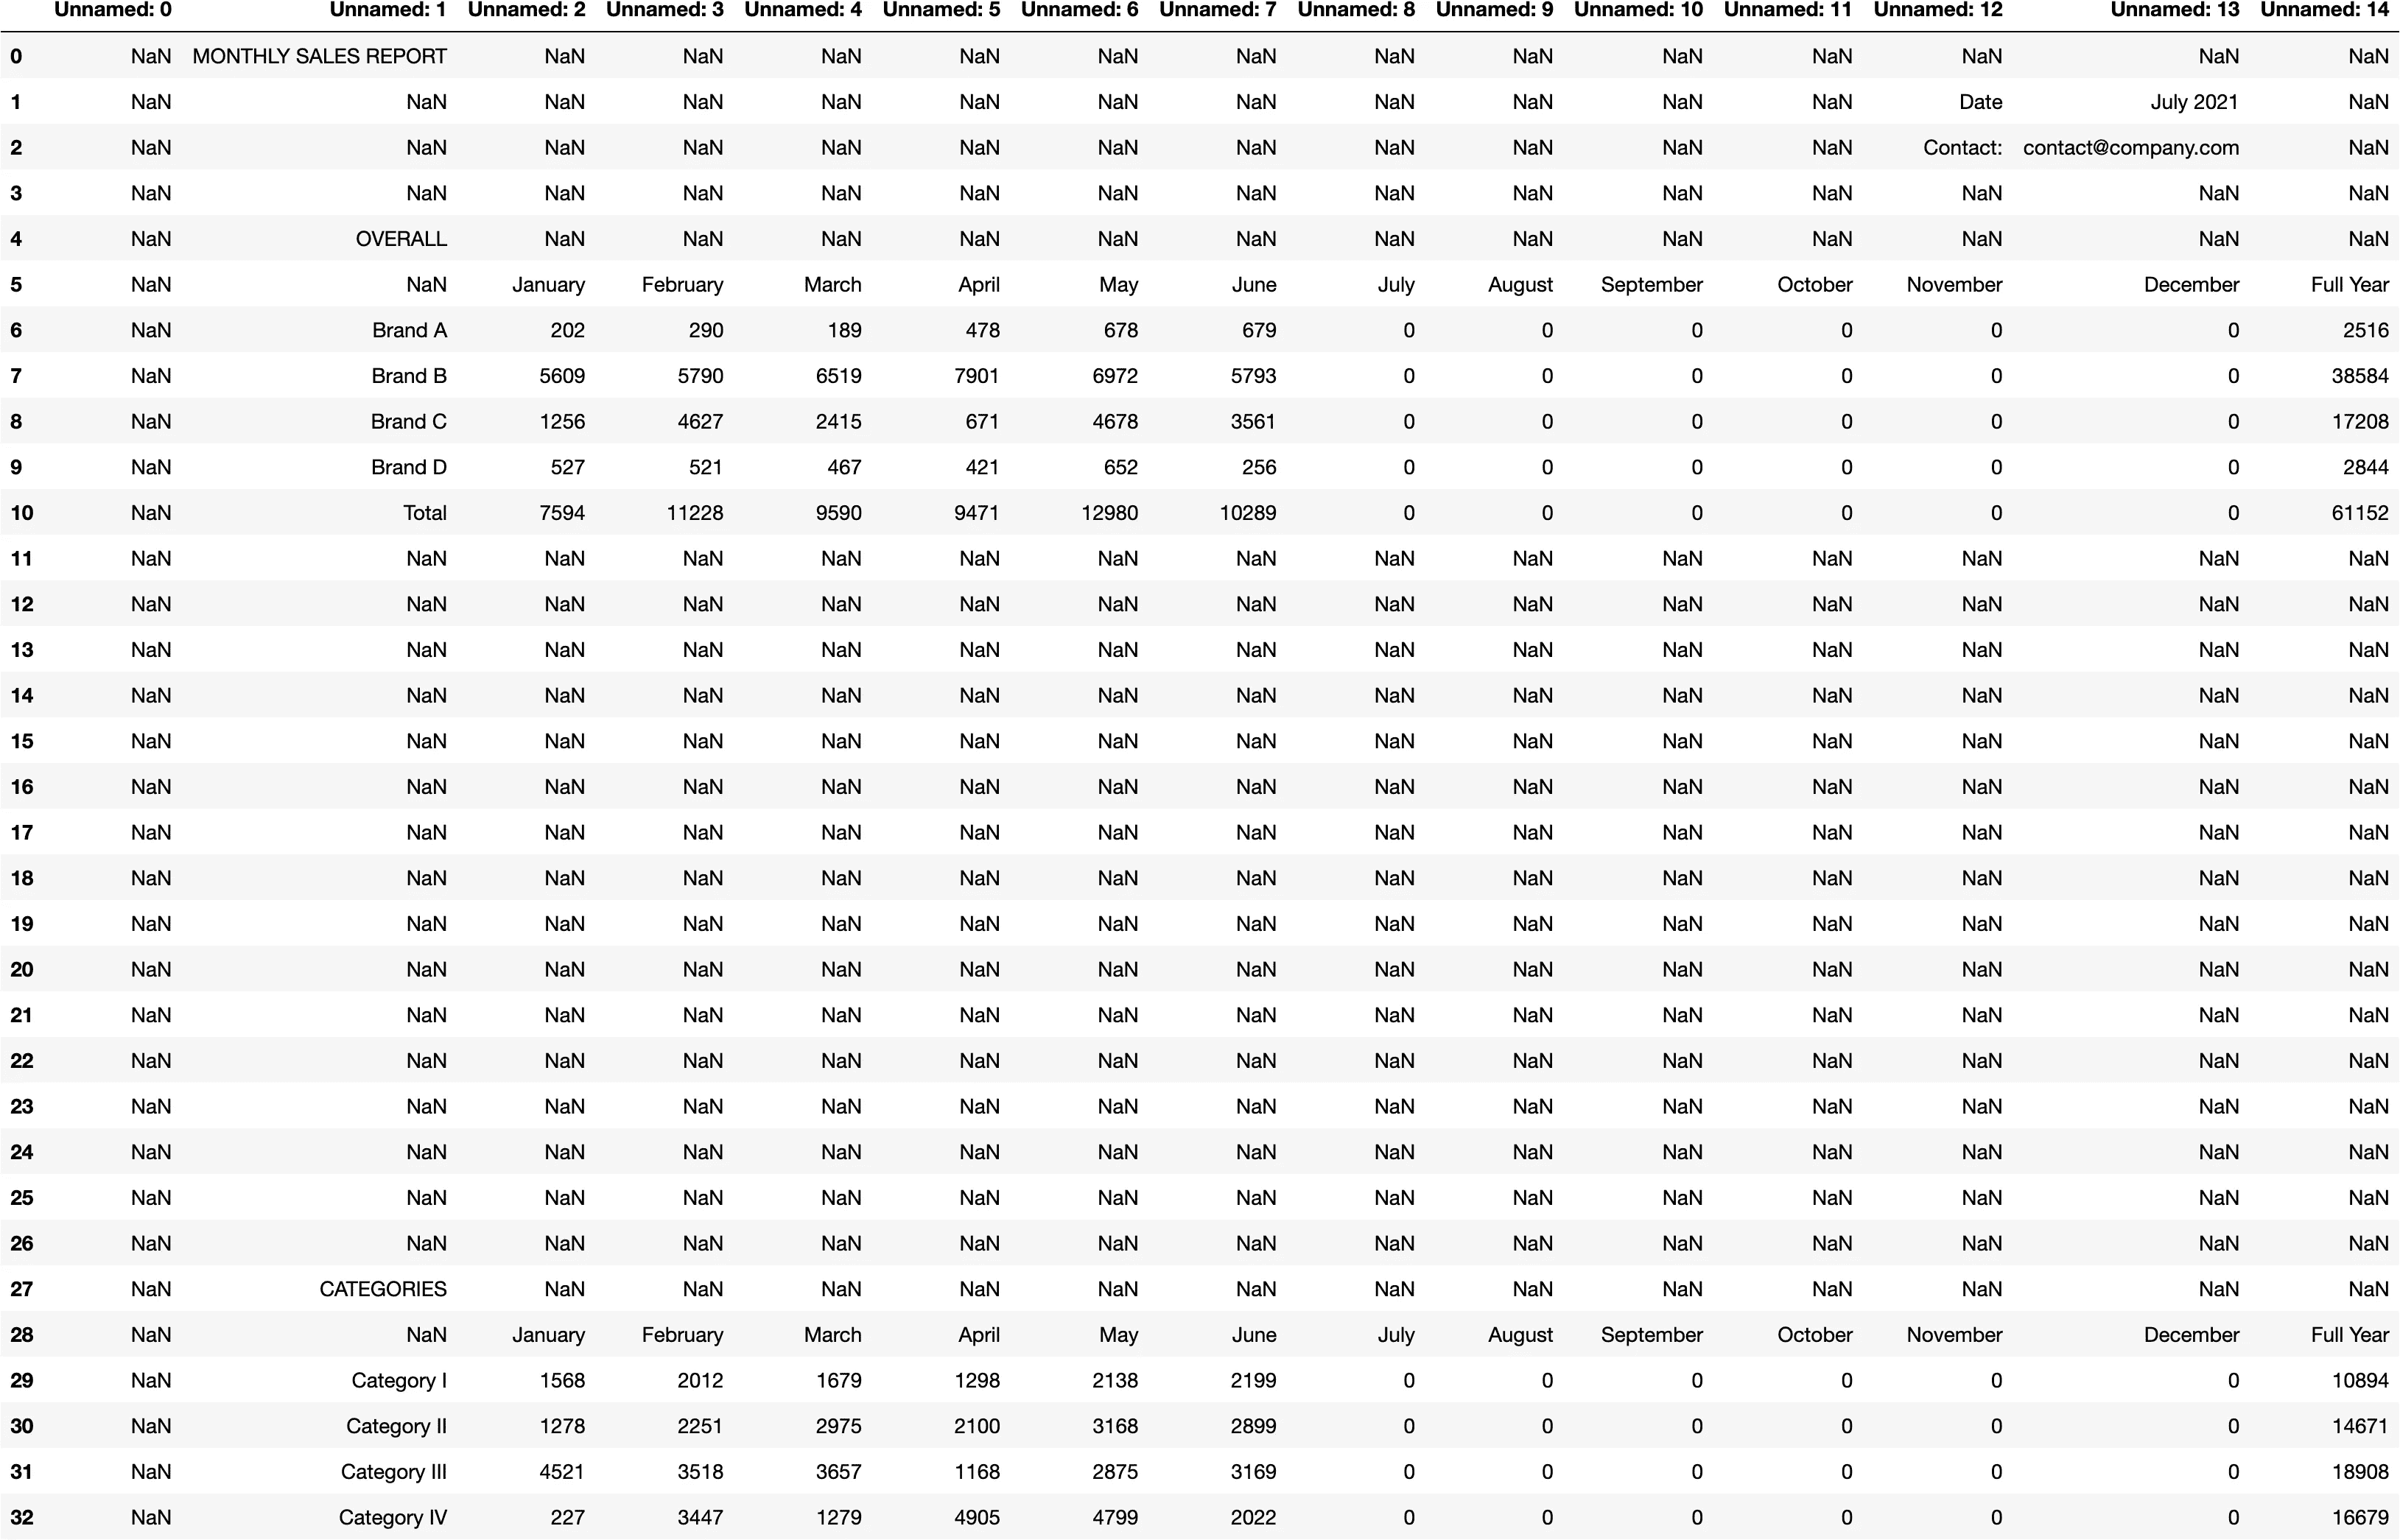 Unnamed: 0 Unnamed: 1 Unnamed: 2 Unnamed: 3 Unnamed: 4 Unnamed: 5 Unnamed: 6 Unnamed: 7 Unnamed: 8 Unnamed: 9 Unnamed: 10 Unnamed: 11 Unnamed: 12 Unnamed: 13 Unnamed: 14
0 NaN MONTHLY SALES REPORT NaN NaN NaN NaN NaN NaN NaN NaN NaN NaN NaN NaN NaN
1 NaN NaN NaN NaN NaN NaN NaN NaN NaN NaN NaN NaN Date July 2021 NaN
2 NaN NaN NaN NaN NaN NaN NaN NaN NaN NaN NaN NaN Contact: contact@company.com NaN
3 NaN NaN NaN NaN NaN NaN NaN NaN NaN NaN NaN NaN NaN NaN NaN
4 NaN OVERALL NaN NaN NaN NaN NaN NaN NaN NaN NaN NaN NaN NaN NaN
5 NaN NaN January February March April May June July August September October November December Full Year
6 NaN Brand A 202 290 189 478 678 679 0 0 0 0 0 0 2516
7 NaN Brand B 5609 5790 6519 7901 6972 5793 0 0 0 0 0 0 38584
8 NaN Brand C 1256 4627 2415 671 4678 3561 0 0 0 0 0 0 17208
9 NaN Brand D 527 521 467 421 652 256 0 0 0 0 0 0 2844
10 NaN Total 7594 11228 9590 9471 12980 10289 0 0 0 0 0 0 61152
11 NaN NaN NaN NaN NaN NaN NaN NaN NaN NaN NaN NaN NaN NaN NaN
12 NaN NaN NaN NaN NaN NaN NaN NaN NaN NaN NaN NaN NaN NaN NaN
13 NaN NaN NaN NaN NaN NaN NaN NaN NaN NaN NaN NaN NaN NaN NaN
14 NaN NaN NaN NaN NaN NaN NaN NaN NaN NaN NaN NaN NaN NaN NaN
15 NaN NaN NaN NaN NaN NaN NaN NaN NaN NaN NaN NaN NaN NaN NaN
16 NaN NaN NaN NaN NaN NaN NaN NaN NaN NaN NaN NaN NaN NaN NaN
17 NaN NaN NaN NaN NaN NaN NaN NaN NaN NaN NaN NaN NaN NaN NaN
18 NaN NaN NaN NaN NaN NaN NaN NaN NaN NaN NaN NaN NaN NaN NaN
19 NaN NaN NaN NaN NaN NaN NaN NaN NaN NaN NaN NaN NaN NaN NaN
20 NaN NaN NaN NaN NaN NaN NaN NaN NaN NaN NaN NaN NaN NaN NaN
21 NaN NaN NaN NaN NaN NaN NaN NaN NaN NaN NaN NaN NaN NaN NaN
22 NaN NaN NaN NaN NaN NaN NaN NaN NaN NaN NaN NaN NaN NaN NaN
23 NaN NaN NaN NaN NaN NaN NaN NaN NaN NaN NaN NaN NaN NaN NaN
24 NaN NaN NaN NaN NaN NaN NaN NaN NaN NaN NaN NaN NaN NaN NaN
25 NaN NaN NaN NaN NaN NaN NaN NaN NaN NaN NaN NaN NaN NaN NaN
26 NaN NaN NaN NaN NaN NaN NaN NaN NaN NaN NaN NaN NaN NaN NaN
27 NaN CATEGORIES NaN NaN NaN NaN NaN NaN NaN NaN NaN NaN NaN NaN NaN
28 NaN NaN January February March April May June July August September October November December Full Year
29 NaN Category I 1568 2012 1679 1298 2138 2199 0 0 0 0 0 0 10894
30 NaN Category II 1278 2251 2975 2100 3168 2899 0 0 0 0 0 0 14671
31 NaN Category III 4521 3518 3657 1168 2875 3169 0 0 0 0 0 0 18908
32 NaN Category IV 227 3447 1279 4905 4799 2022 0 0 0 0 0 0 16679